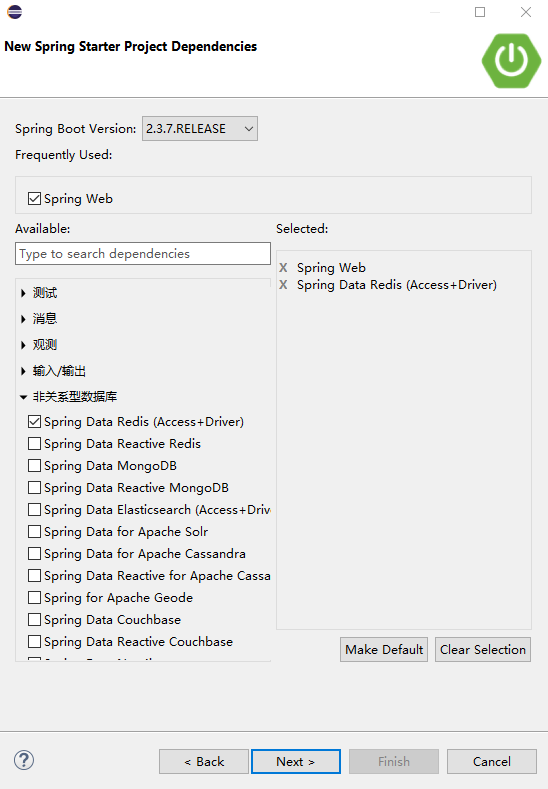 New Spring Starter Project Dependencies
Spring Boot Version: 2.3.7.RELEASE
Frequently Used:
Spring Web
Available:
Type to search dependencies
测试
消息
观测
输入/输出
非关系型数据库
Spring Data Redis (Access+Driver)
Spring Data Reactive Redis
Spring Data MongoDB
Spring Data Reactive MongoDB
Spring Data Elasticsearch (Access+Driv
Spring Data for Apache Solr
Spring Data for Apache Cassandra
Spring Data Reactive for Apache Cassa
Spring for Apache Geode
Spring Data Couchbase
Spring Data Reactive Couchbase
Selected:
X Spring Web
X Spring Data Redis (Access+Driver)
Make Default
Clear Selection
?
< Back
Next >
Finish
Cancel